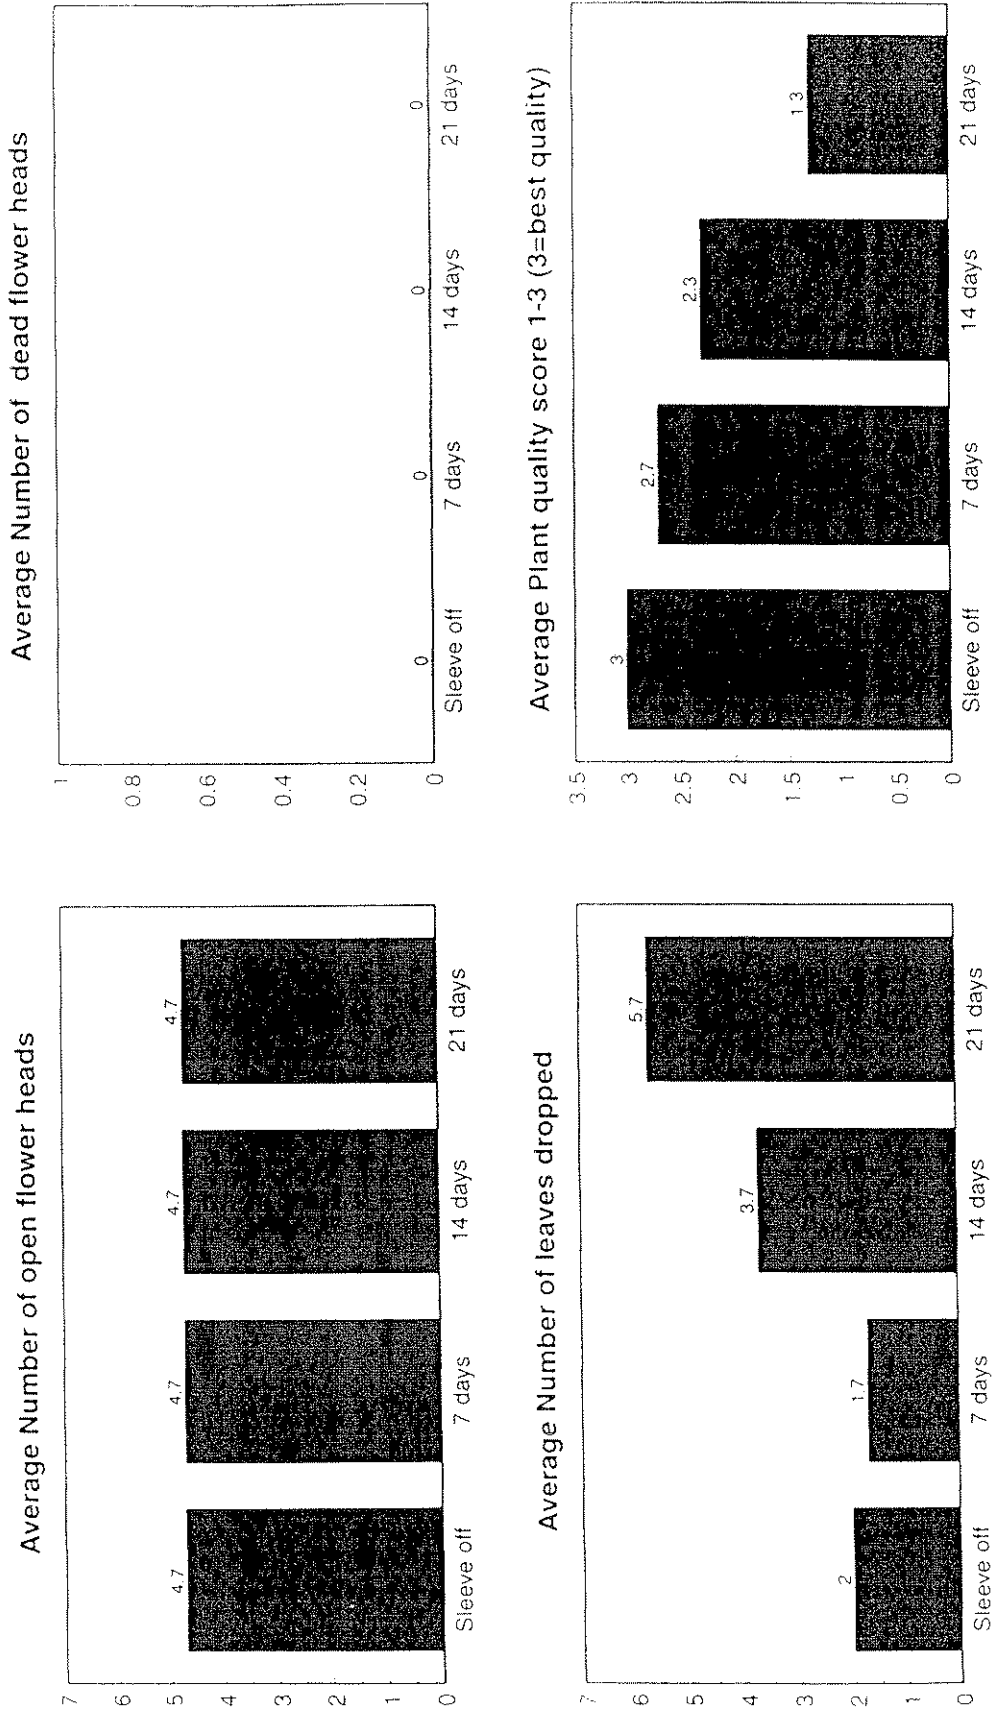 Average Number of open flower heads
7
6
5
4
3
2
1
0
4.7
4.7
4.7
4.7
Sleeve off
7 days
14 days
21 days
Average Number of dead flower heads
1
0.8
0.6
0.4
0.2
0
0
0
0
0
Sleeve off
7 days
14 days
21 days
Average Number of leaves dropped
7
6
5
4
3
2
1
0
2
1.7
3.7
5.7
Sleeve off
7 days
14 days
21 days
Average Plant quality score 1-3 (3=best quality)
3.5
3
2.5
2
1.5
1
0.5
0
3
2.7
2.3
1.3
Sleeve off
7 days
14 days
21 days